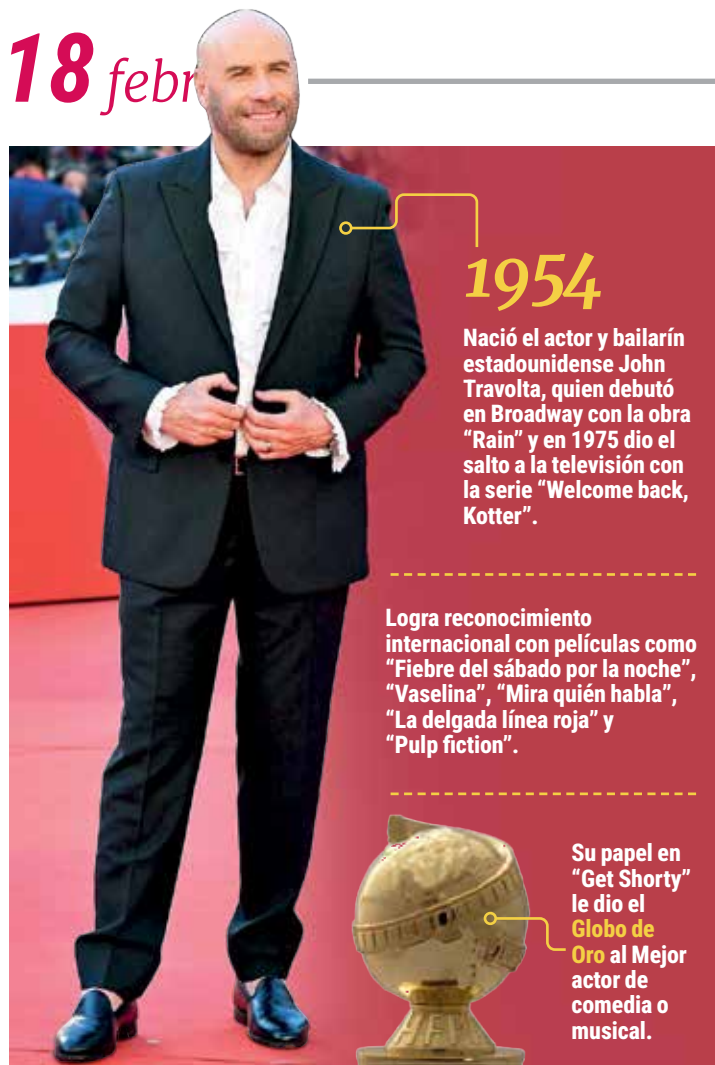 18 febr
1954
Nació el actor y bailarín
estadounidense John
Travolta, quien debutó
en Broadway con la obra
“Rain” y en 1975 dio el
salto a la televisión con
la serie “Welcome back,
Kotter”.
Logra reconocimiento
internacional con películas como
“Fiebre del sábado por la noche”,
“Vaselina”, “Mira quién habla”,
“La delgada línea roja” y
“Pulp fiction”.
Su papel en
“Get Shorty”
le dio el
Globo de
Oro al Mejor
actor de
comedia o
musical.